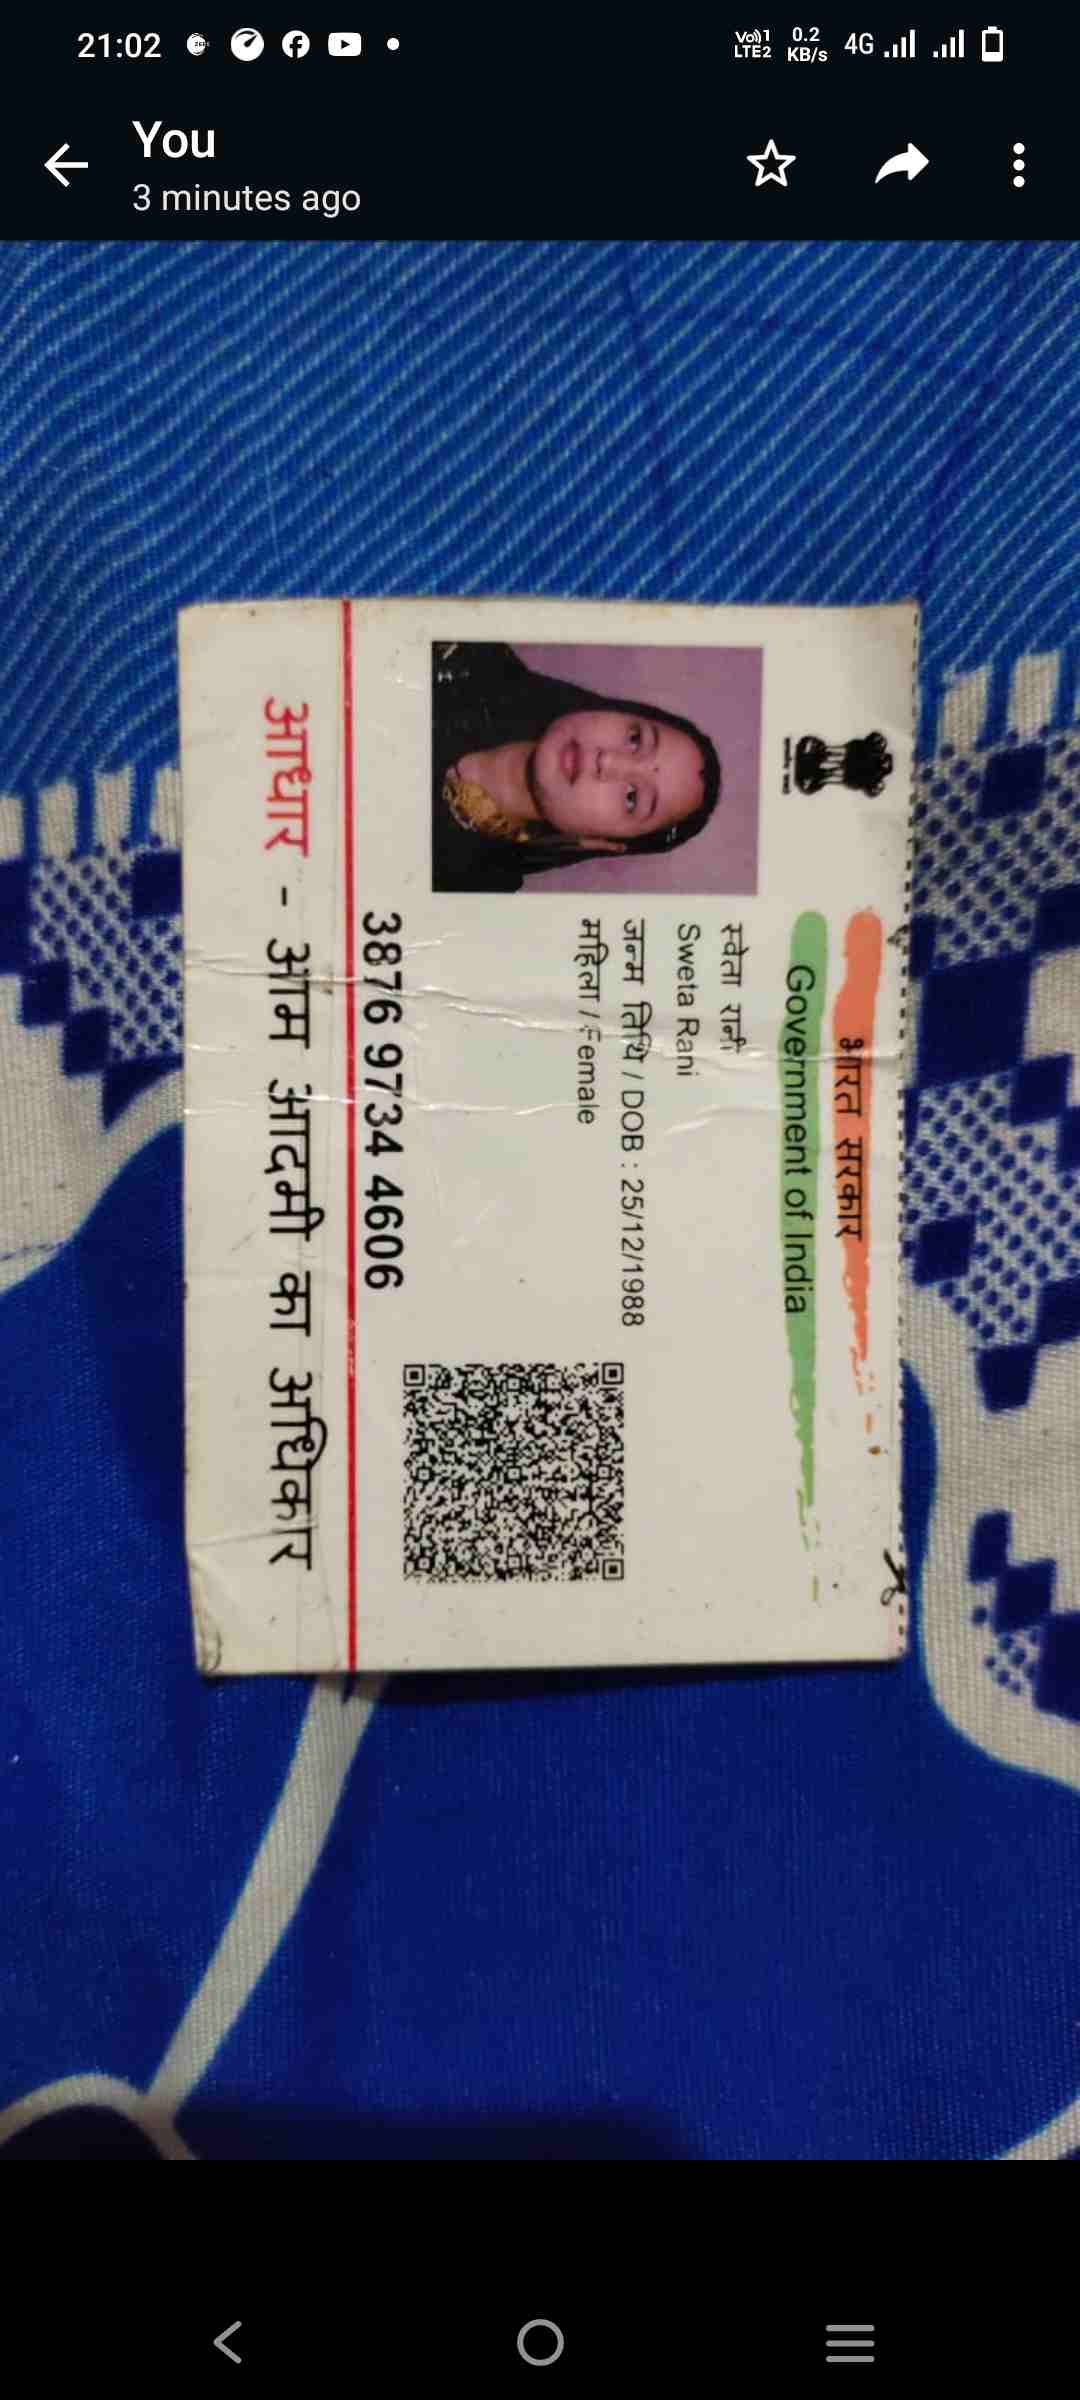 21:02
Vo)) 1
LTE2
0.2
KB/s
4G
You
3 minutes ago
भारत सरकार
Government of India
स्वेता रानी
Sweta Rani
जन्म तिथि / DOB : 25/12/1988
महिला / Female
3876 9734 4606
आधार - आम आदमी का अधिकार